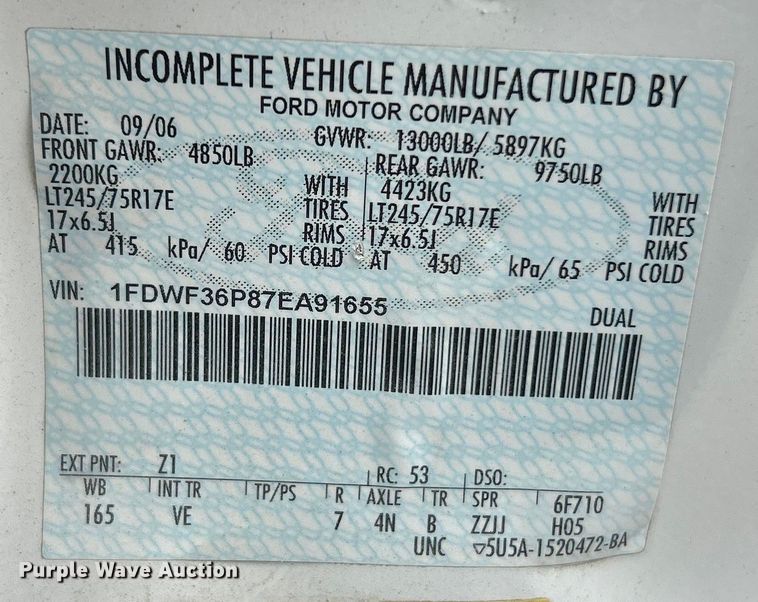 INCOMPLETE VEHICLE MANUFACTURED BY
FORD MOTOR COMPANY
DATE: 09/06 GVWR: 13000LB/ 5897KG
FRONT GAWR: 4850LB REAR GAWR: 9750LB
2200KG WITH 4423KG WITH
LT245/75R17E TIRES LT245/75R17E TIRES
17x6.5J RIMS 17x6.5J RIMS
AT 415 kPa/ 60 PSI COLD AT 450 kPa/ 65 PSI COLD
VIN: 1FDWF36P87EA91655 DUAL
EXT PNT: Z1 RC: 53 DSO:
WB INT TR TP/PS R AXLE TR SPR 6F710
165 VE 7 4N B ZZJJ H05
UNC ▽5U5A-1520472-BA
Purple Wave Auction